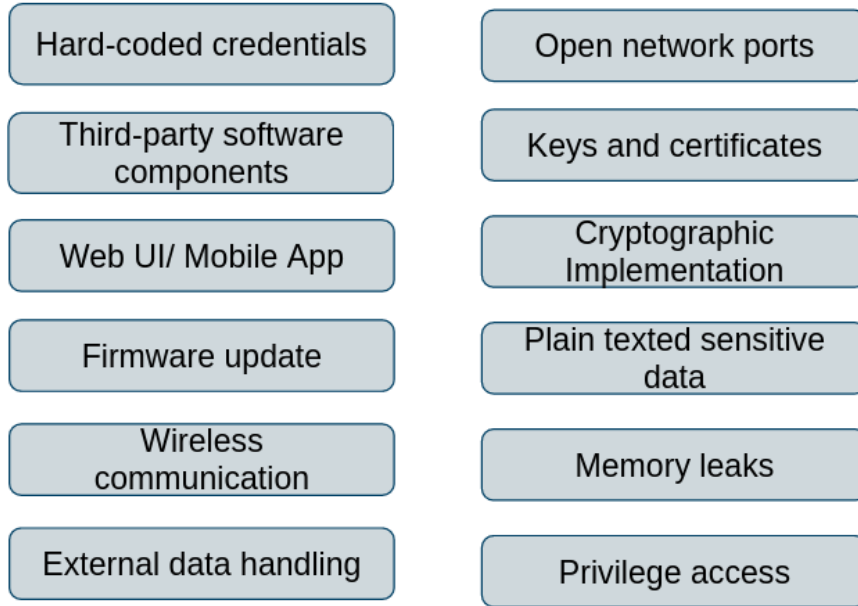 Hard-coded credentials
Open network ports
Third-party software
components
Keys and certificates
Web UI/ Mobile App
Cryptographic
Implementation
Firmware update
Plain texted sensitive
data
Wireless
communication
Memory leaks
External data handling
Privilege access